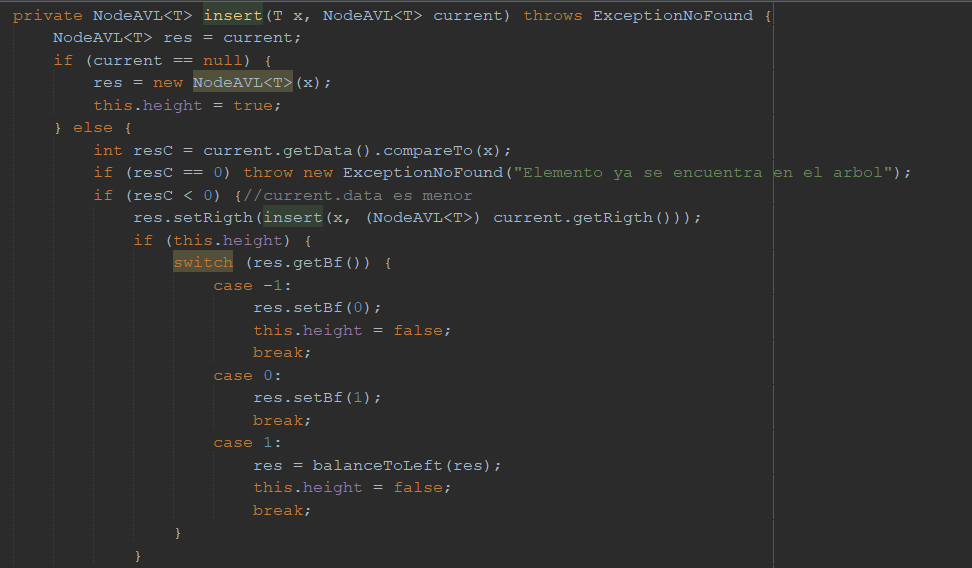 private NodeAVL<T> insert(T x, NodeAVL<T> current) throws ExceptionNoFound {
NodeAVL<T> res = current;
if (current == null) {
res = new NodeAVL<T>(x);
this.height = true;
} else {
int resC = current.getData().compareTo(x);
if (resC == 0) throw new ExceptionNoFound("Elemento ya se encuentra en el arbol");
if (resC < 0) {//current.data es menor
res.setRigth(insert(x, (NodeAVL<T>) current.getRigth()));
if (this.height) {
switch (res.getBf()) {
case -1:
res.setBf(0);
this.height = false;
break;
case 0:
res.setBf(1);
break;
case 1:
res = balanceToLeft(res);
this.height = false;
break;
}
}